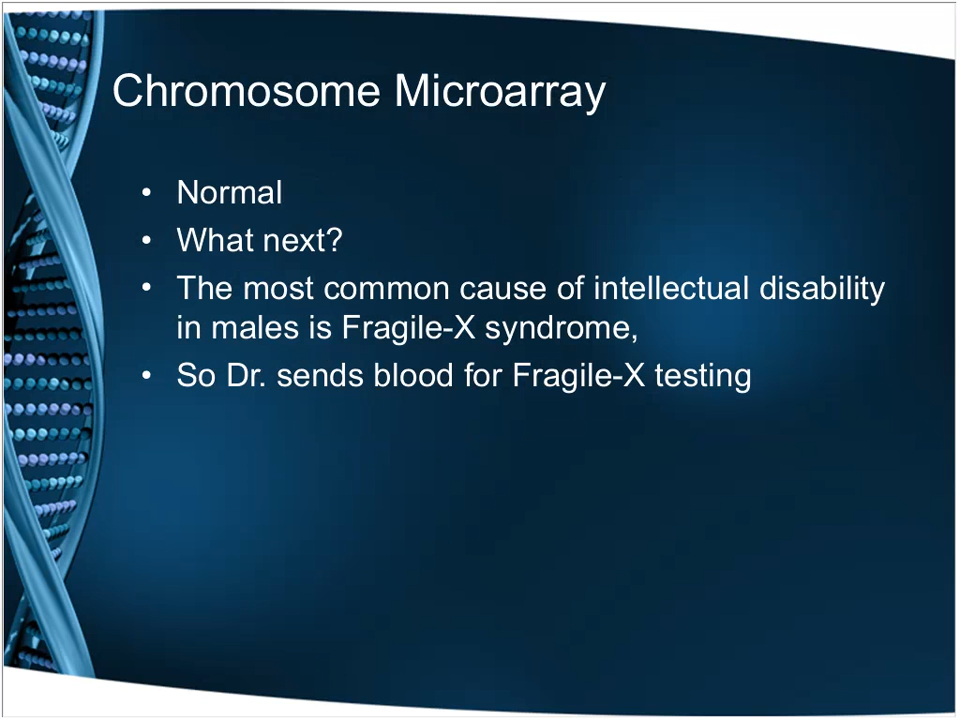 Chromosome Microarray
• Normal
• What next?
• The most common cause of intellectual disability
in males is Fragile-X syndrome,
• So Dr. sends blood for Fragile-X testing